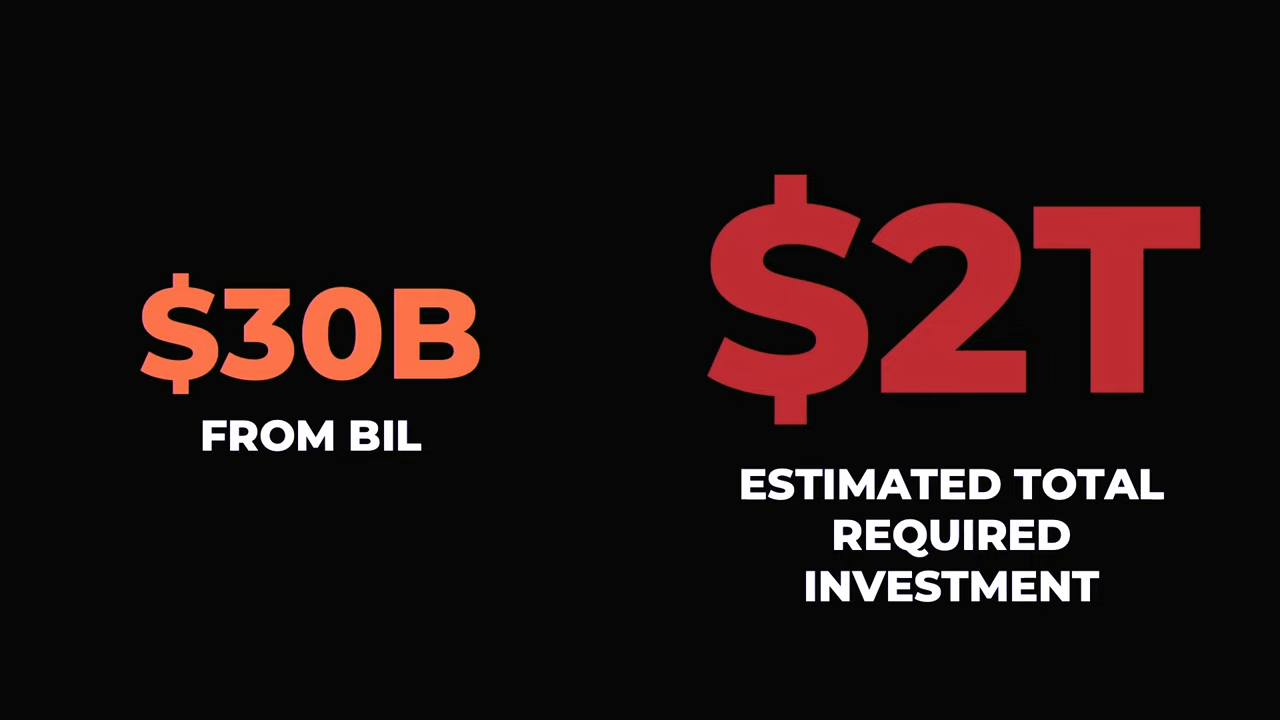 $30B
FROM BIL
$2T
ESTIMATED TOTAL
REQUIRED
INVESTMENT